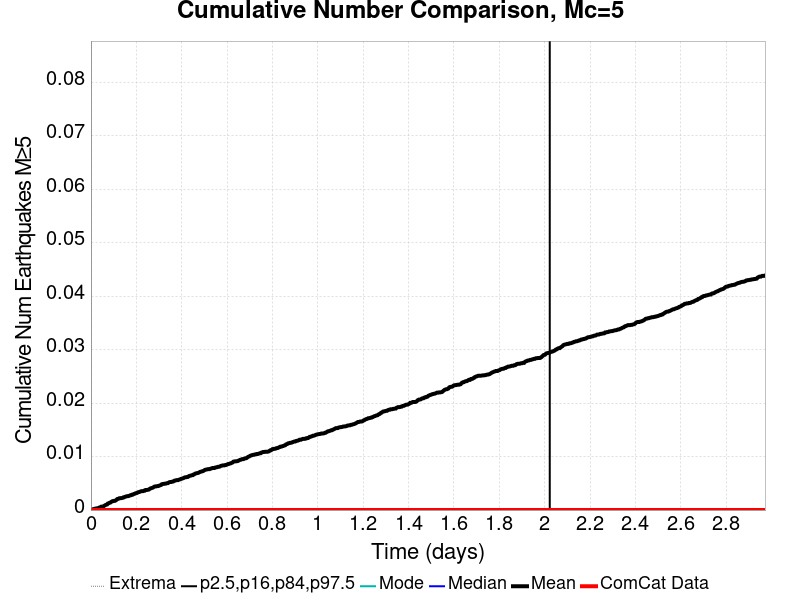 Cumulative Number Comparison, Mc=5
Cumulative Num Earthquakes M≥5
0.08
0.07
0.06
0.05
0.04
0.03
0.02
0.01
0
0 0.2 0.4 0.6 0.8 1 1.2 1.4 1.6 1.8 2 2.2 2.4 2.6 2.8
Time (days)
Extrema p2.5,p16,p84,p97.5 Mode Median Mean ComCat Data